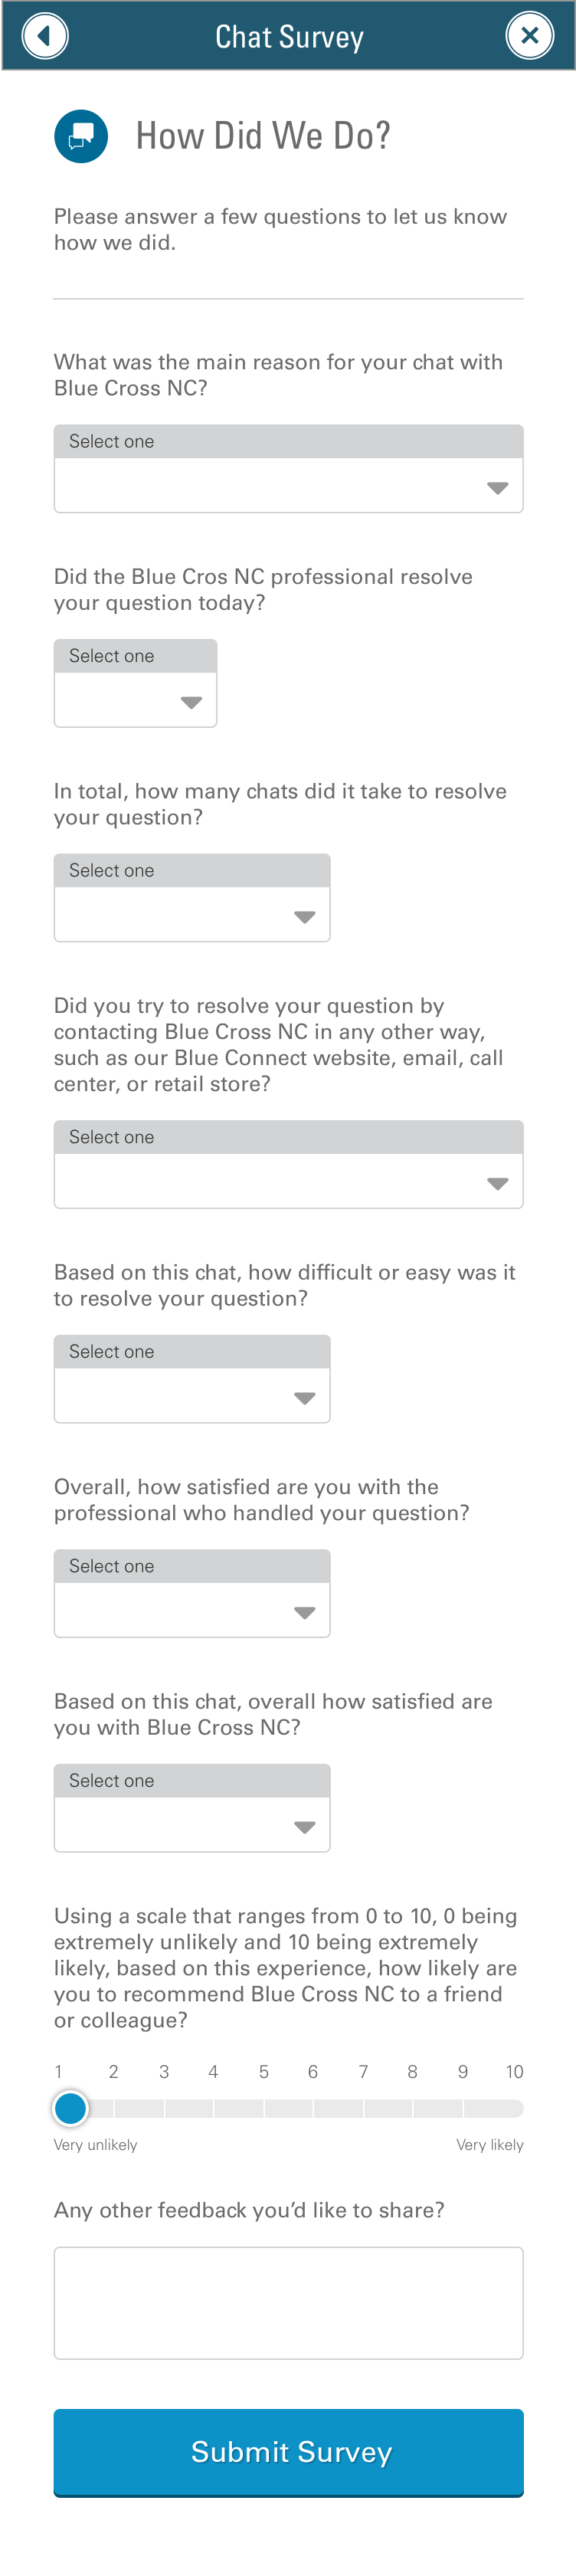 Chat Survey
How Did We Do?
Please answer a few questions to let us know
how we did.
What was the main reason for your chat with
Blue Cross NC?
Select one
Did the Blue Cros NC professional resolve
your question today?
Select one
In total, how many chats did it take to resolve
your question?
Select one
Did you try to resolve your question by
contacting Blue Cross NC in any other way,
such as our Blue Connect website, email, call
center, or retail store?
Select one
Based on this chat, how difficult or easy was it
to resolve your question?
Select one
Overall, how satisfied are you with the
professional who handled your question?
Select one
Based on this chat, overall how satisfied are
you with Blue Cross NC?
Select one
Using a scale that ranges from 0 to 10, 0 being
extremely unlikely and 10 being extremely
likely, based on this experience, how likely are
you to recommend Blue Cross NC to a friend
or colleague?
1 2 3 4 5 6 7 8 9 10
Very unlikely Very likely
Any other feedback you’d like to share?
Submit Survey